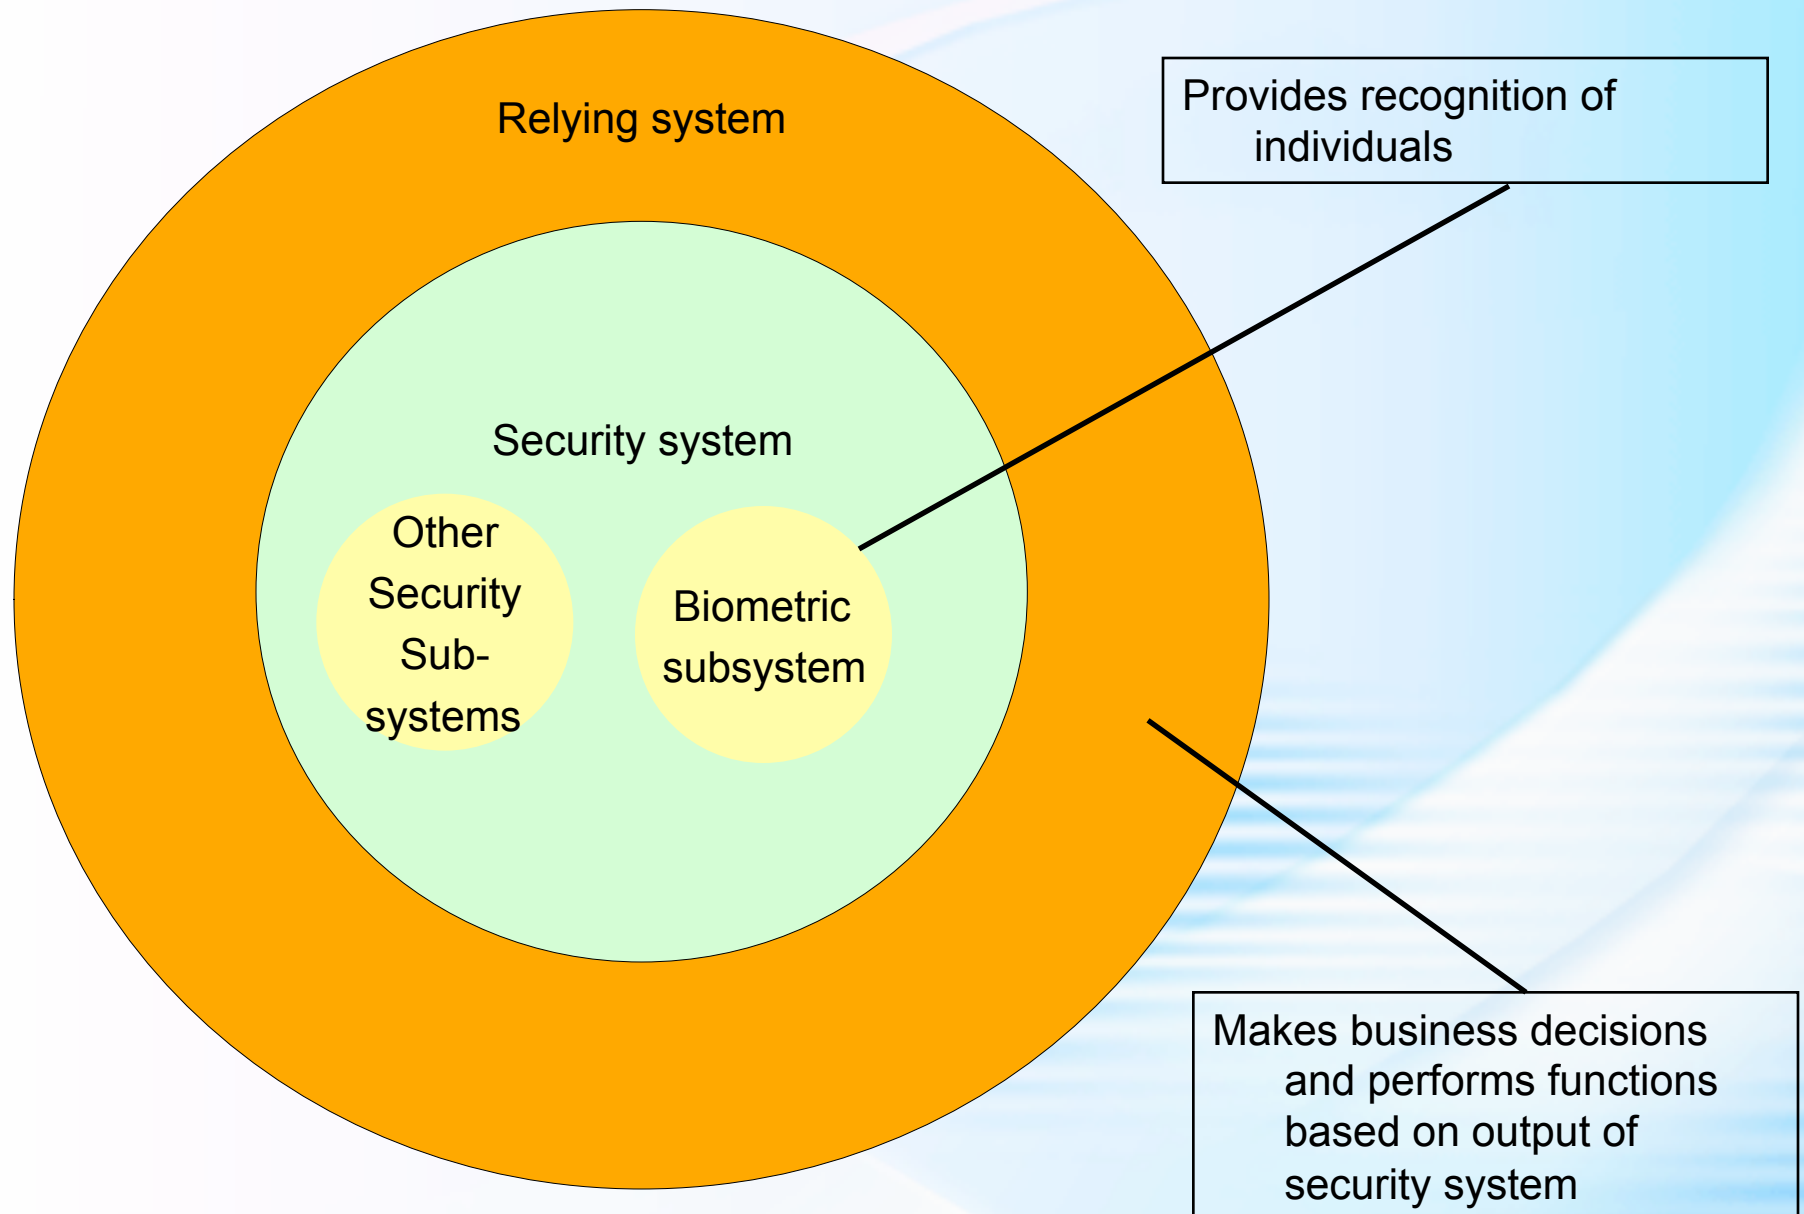 Relying system
Provides recognition of
individuals
Security system
Other
Security
Sub-
systems
Biometric
subsystem
Makes business decisions
and performs functions
based on output of
security system